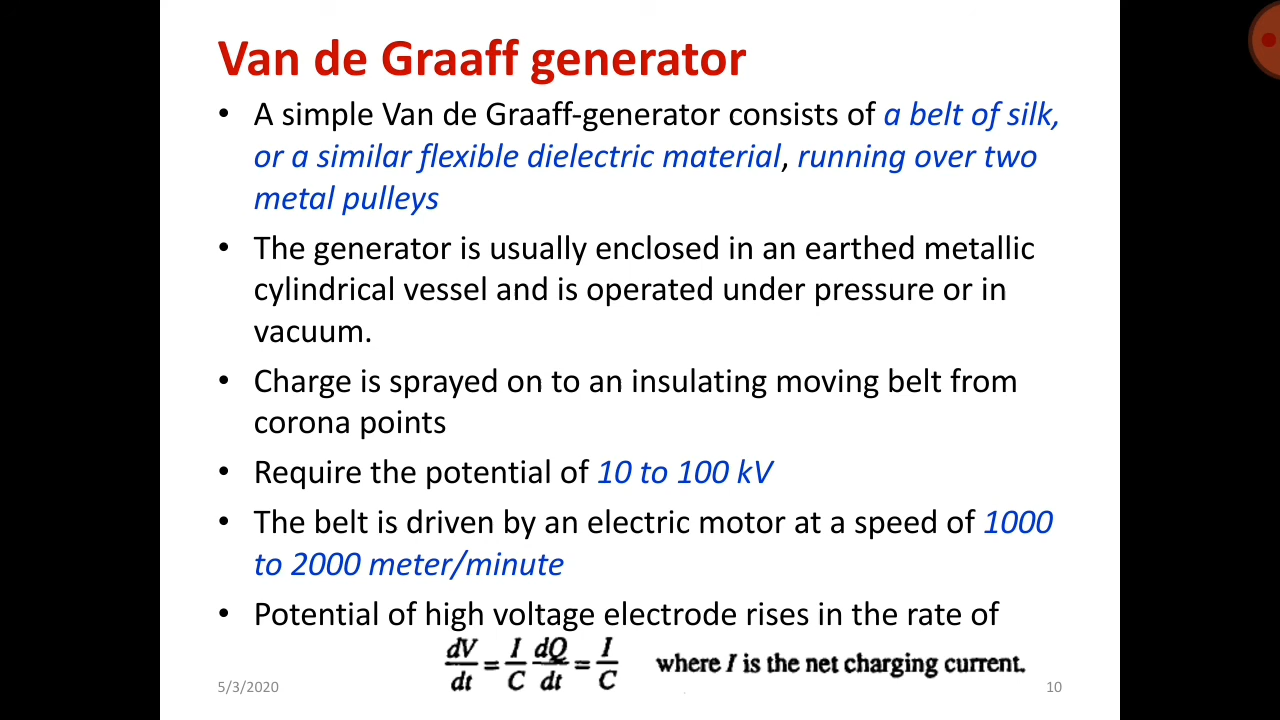 Van de Graaff generator
• A simple Van de Graaff-generator consists of a belt of silk,
or a similar flexible dielectric material, running over two
metal pulleys
• The generator is usually enclosed in an earthed metallic
cylindrical vessel and is operated under pressure or in
vacuum.
• Charge is sprayed on to an insulating moving belt from
corona points
• Require the potential of 10 to 100 kV
• The belt is driven by an electric motor at a speed of 1000
to 2000 meter/minute
• Potential of high voltage electrode rises in the rate of
dV/dt = I/C dQ/dt = I/C where I is the net charging current.
5/3/2020 10